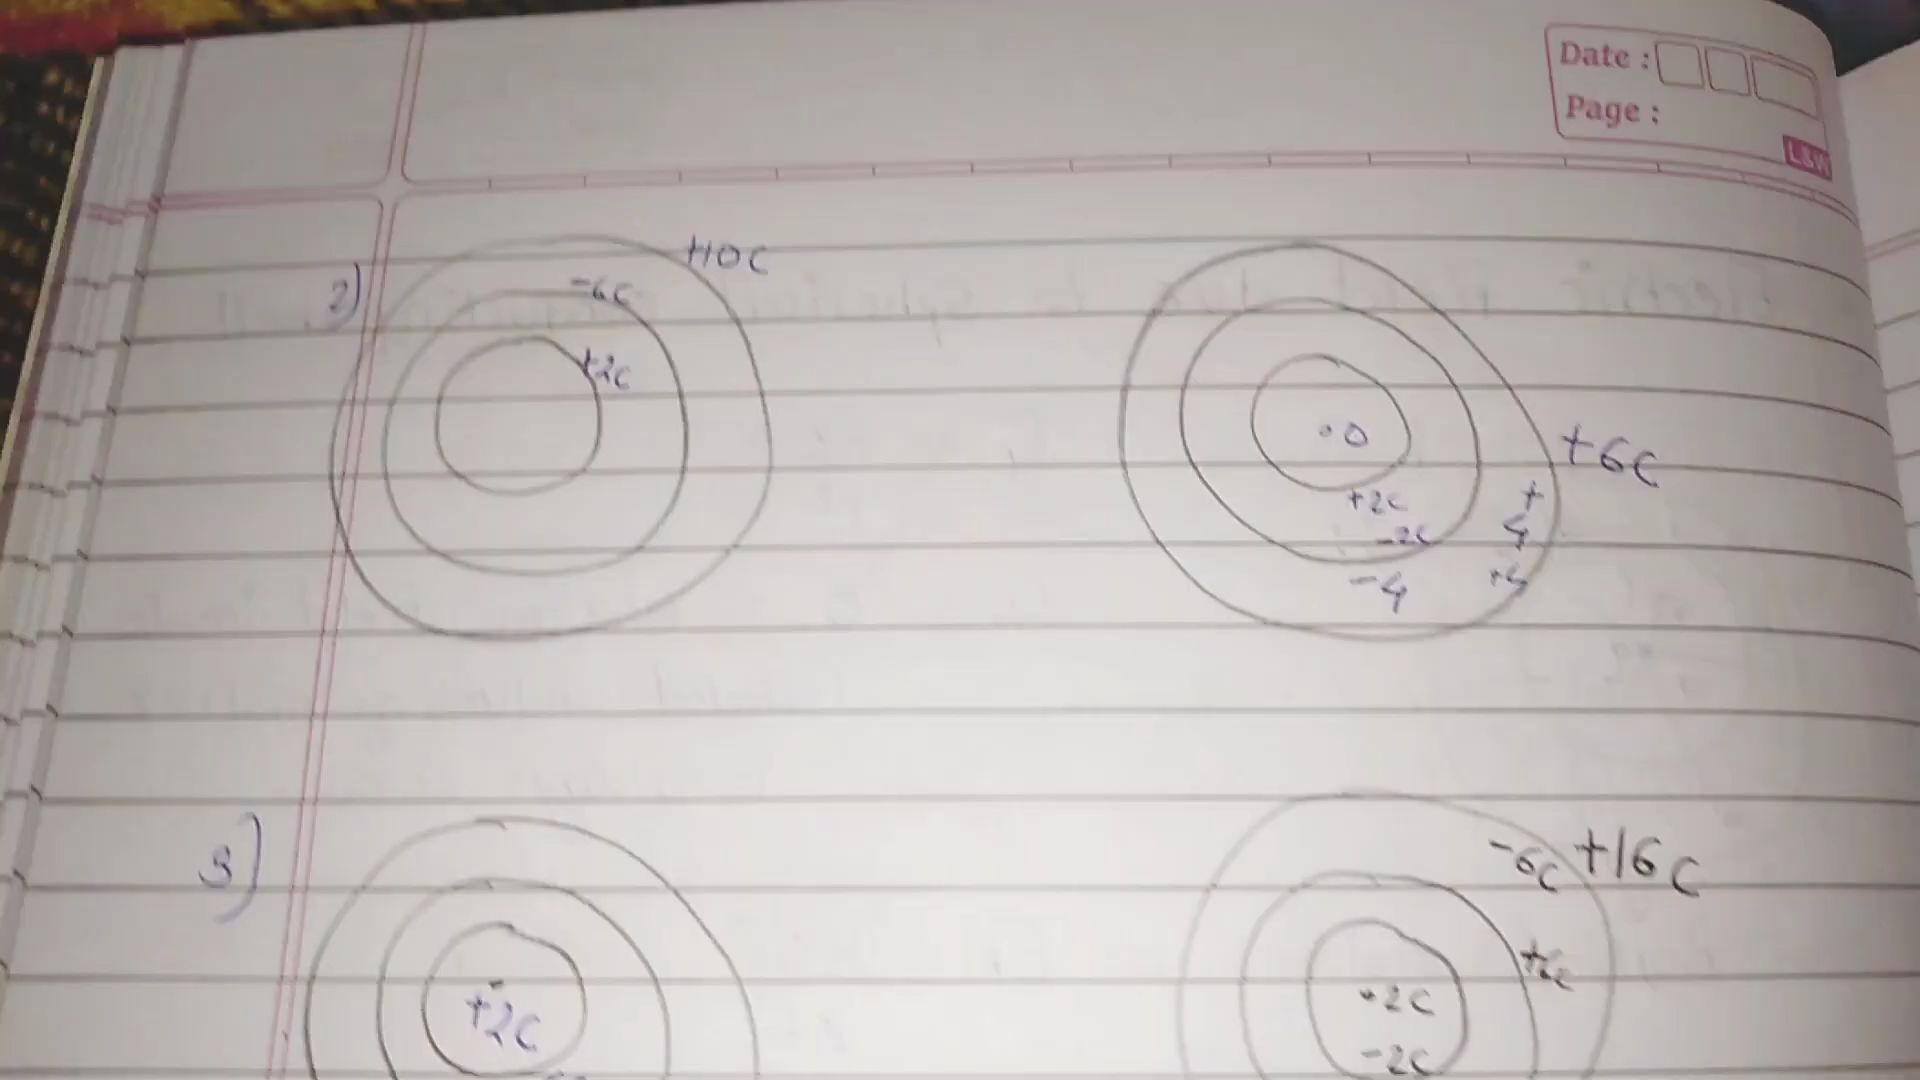 Date :
Page :
L&W
2)
+10C
-6C
+2C
.0
+6C
+2C
-2C
+
4
-4
+4
3)
-6C +16C
+6C
+2C
•2C
-2C